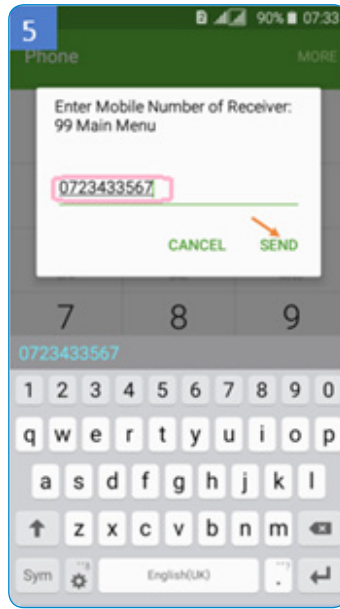 5
90% 07:33
Phone MORE
Enter Mobile Number of Receiver:
99 Main Menu
0723433567
CANCEL SEND
7 8 9
0723433567
1 2 3 4 5 6 7 8 9 0
q w e r t y u i o p
a s d f g h j k l
z x c v b n m
Sym English(UK) .